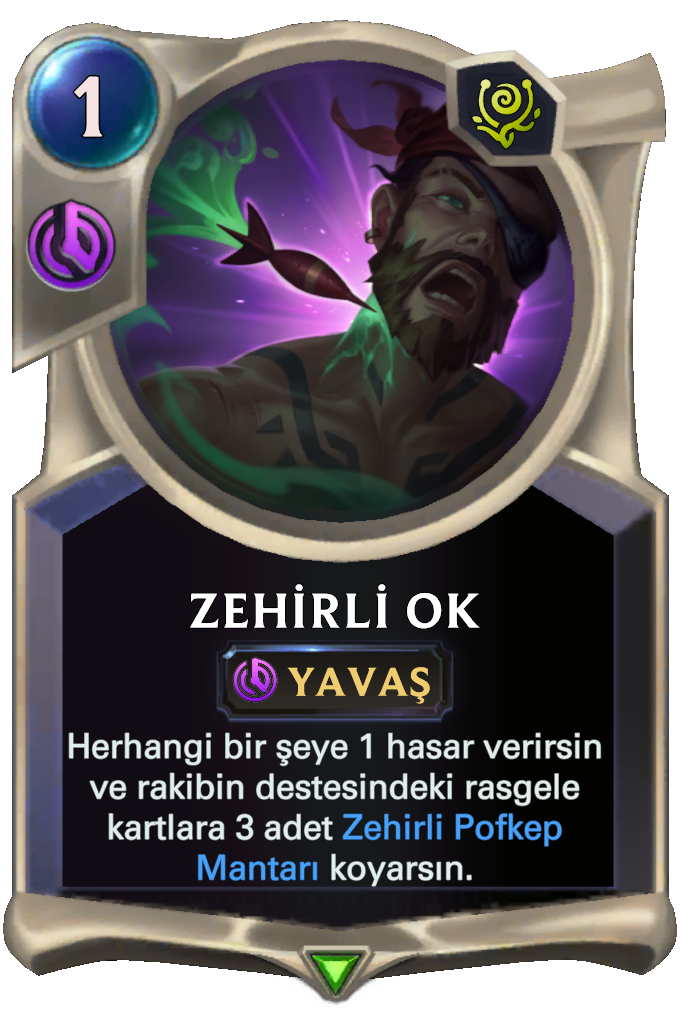 1
ZEHİRLİ OK
YAVAŞ
Herhangi bir şeye 1 hasar verirsin
ve rakibin destesindeki rasgele
kartlara 3 adet Zehirli Pofkep
Mantarı koyarsın.